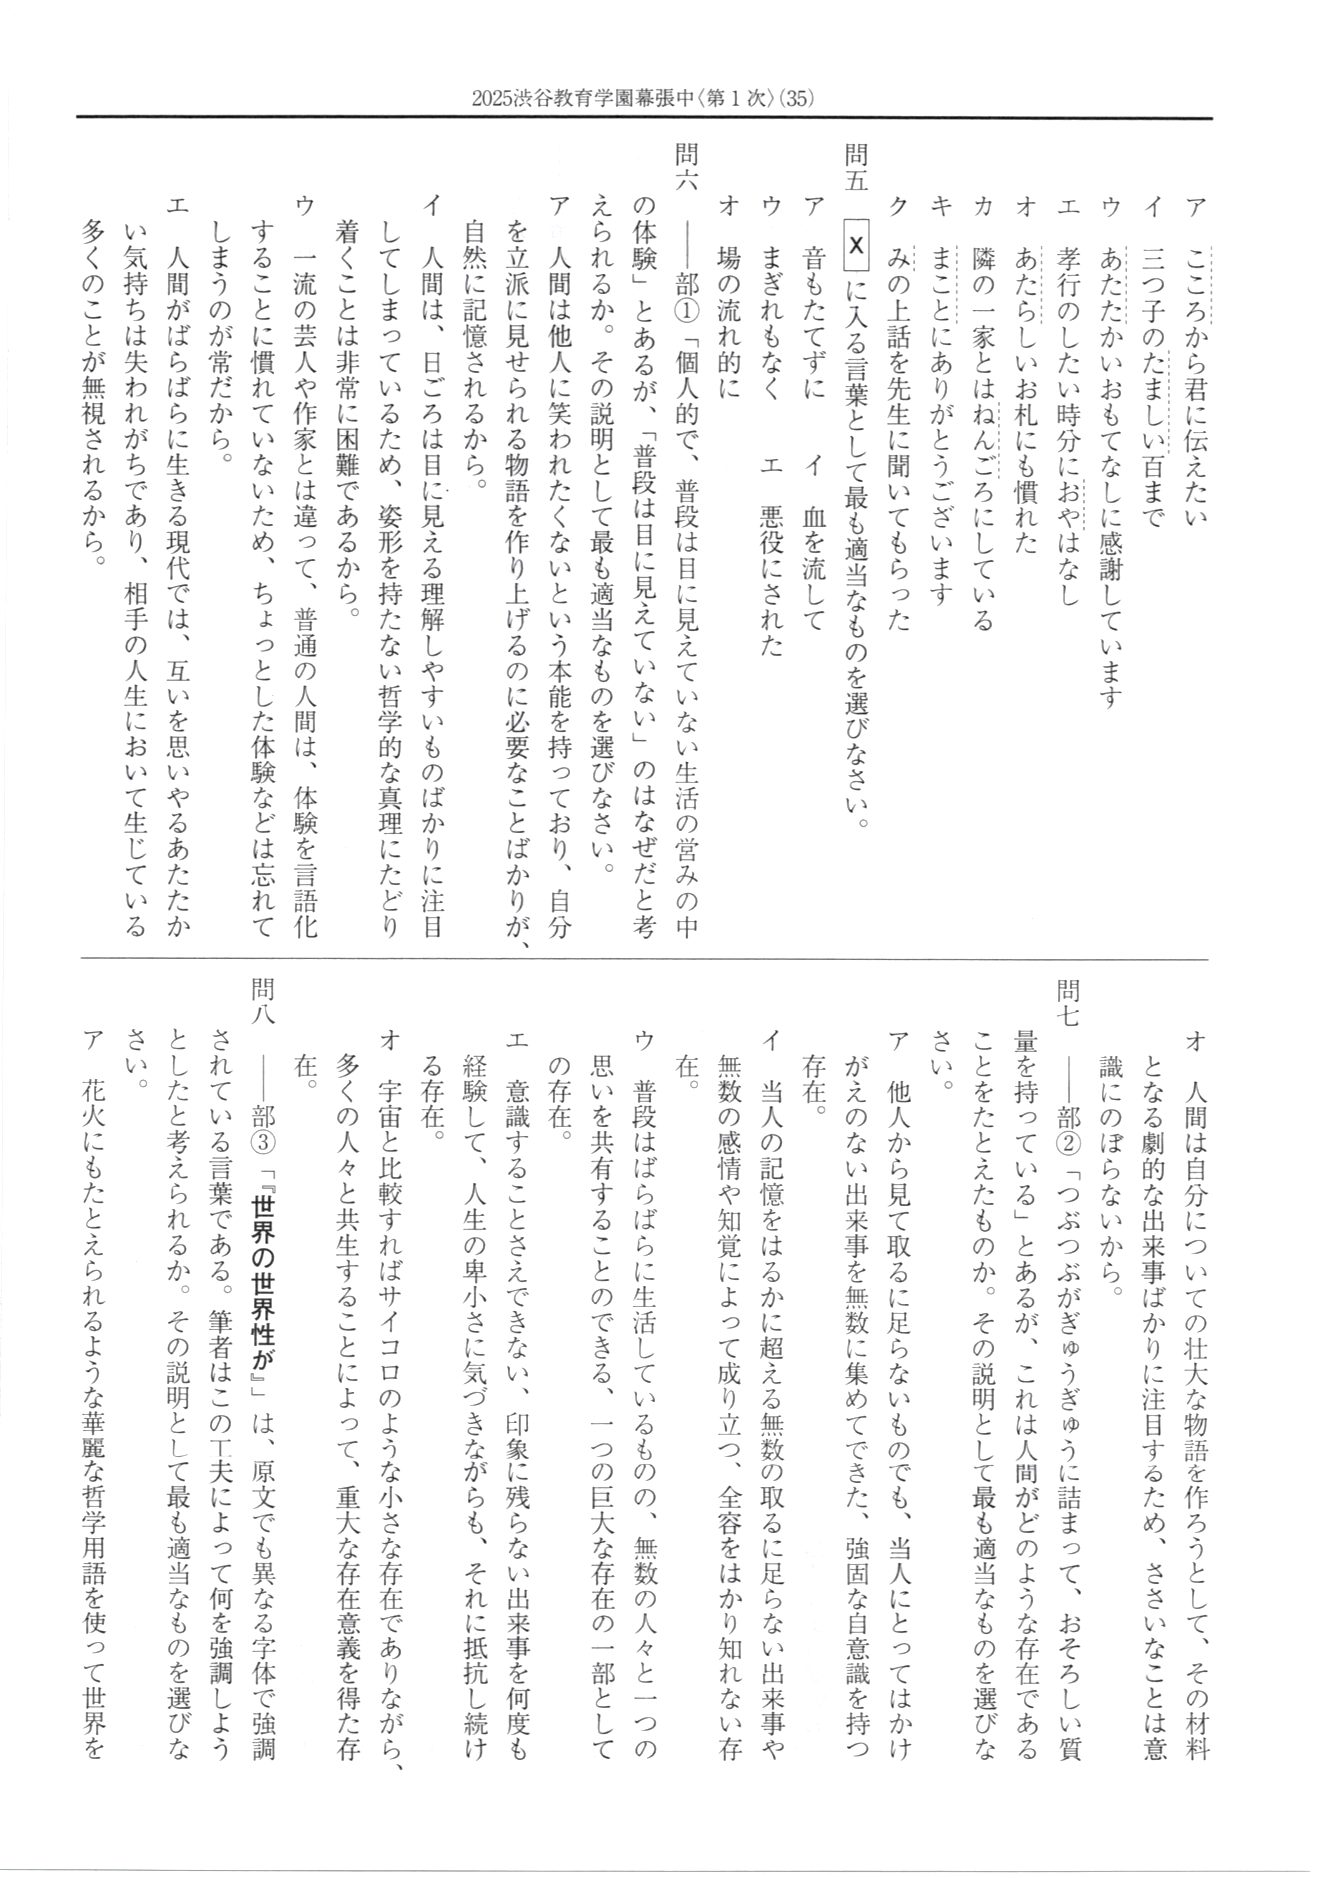 2025渋谷教育学園幕張中〈第1次〉(35)
ア　こころから君に伝えたい
イ　三つ子のたましい百まで
ウ　あたたかいおもてなしに感謝しています
エ　孝行のしたい時分におやはなし
オ　あたらしいお札にも慣れた
カ　隣の一家とはねんごろにしている
キ　まことにありがとうございます
ク　みの上話を先生に聞いてもらった
問五　Xに入る言葉として最も適当なものを選びなさい。
ア　音もたてずに　　イ　血を流して
ウ　まぎれもなく　　エ　悪役にされた
オ　場の流れ的に
問六　――部①「個人的で、普段は目に見えていない生活の営みの中
の体験」とあるが、「普段は目に見えていない」のはなぜだと考
えられるか。その説明として最も適当なものを選びなさい。
ア　人間は他人に笑われたくないという本能を持っており、自分
を立派に見せられる物語を作り上げるのに必要なことばかりが、
自然に記憶されるから。
イ　人間は、日ごろは目に見える理解しやすいものばかりに注目
してしまっているため、姿形を持たない哲学的な真理にたどり
着くことは非常に困難であるから。
ウ　一流の芸人や作家とは違って、普通の人間は、体験を言語化
することに慣れていないため、ちょっとした体験などは忘れて
しまうのが常だから。
エ　人間がばらばらに生きる現代では、互いを思いやるあたたか
い気持ちは失われがちであり、相手の人生において生じている
多くのことが無視されるから。
オ　人間は自分についての壮大な物語を作ろうとして、その材料
となる劇的な出来事ばかりに注目するため、ささいなことは意
識にのぼらないから。
問七　――部②「つぶつぶがぎゅうぎゅうに詰まって、おそろしい質
量を持っている」とあるが、これは人間がどのような存在である
ことをたとえたものか。その説明として最も適当なものを選びな
さい。
ア　他人から見て取るに足らないものでも、当人にとってはかけ
がえのない出来事を無数に集めてできた、強固な自意識を持つ
存在。
イ　当人の記憶をはるかに超える無数の取るに足らない出来事や
無数の感情や知覚によって成り立つ、全容をはかり知れない存
在。
ウ　普段はばらばらに生活しているものの、無数の人々と一つの
思いを共有することのできる、一つの巨大な存在の一部として
の存在。
エ　意識することさえできない、印象に残らない出来事を何度も
経験して、人生の卑小さに気づきながらも、それに抵抗し続け
る存在。
オ　宇宙と比較すればサイコロのような小さな存在でありながら、
多くの人々と共生することによって、重大な存在意義を得た存
在。
問八　――部③「『世界の世界性が』」は、原文でも異なる字体で強調
されている言葉である。筆者はこの工夫によって何を強調しよう
としたと考えられるか。その説明として最も適当なものを選びな
さい。
ア　花火にもたとえられるような華麗な哲学用語を使って世界を